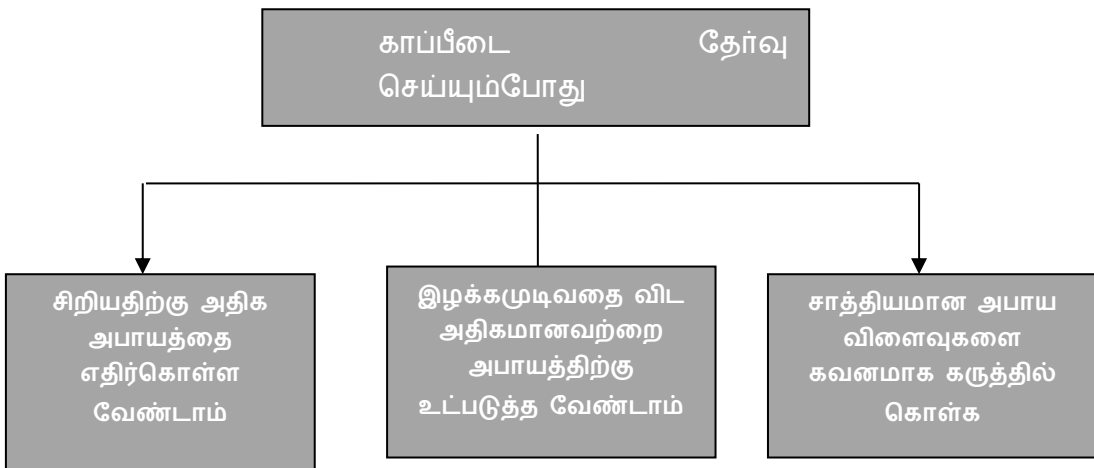 காப்பீடை தேர்வு
செய்யும்போது
சிறியதிற்கு அதிக
அபாயத்தை
எதிர்கொள்ள
வேண்டாம்
இழக்கமுடிவதை விட
அதிகமானவற்றை
அபாயத்திற்கு
உட்படுத்த வேண்டாம்
சாத்தியமான அபாய
விளைவுகளை
கவனமாக கருத்தில்
கொள்க